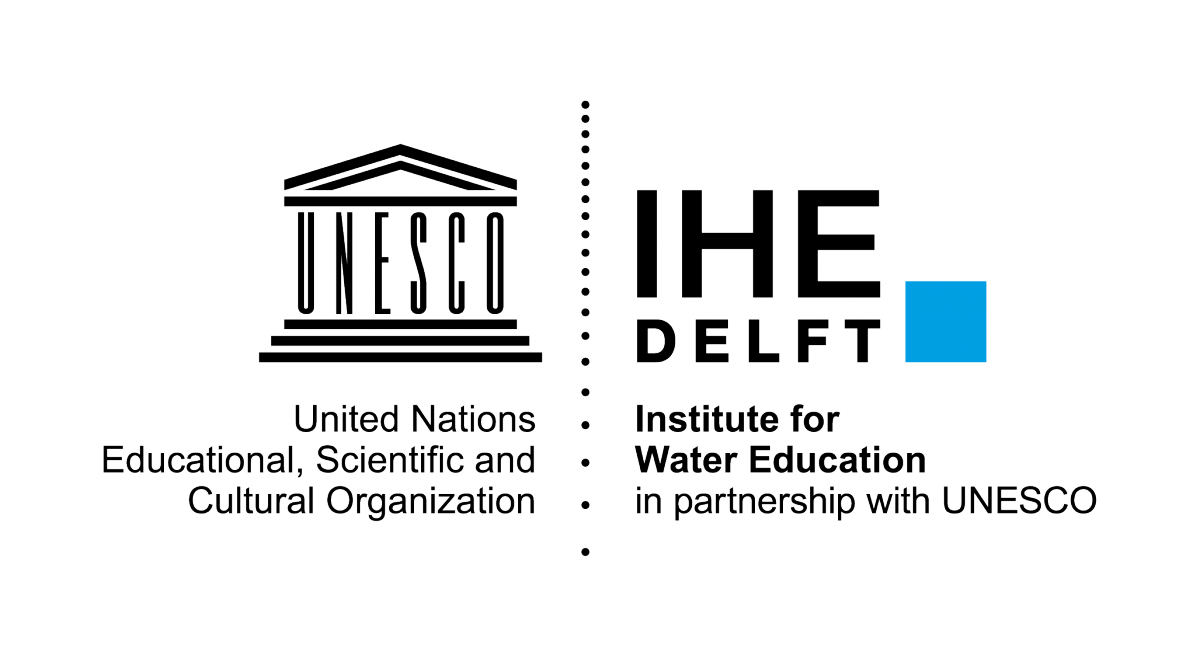 UNESCO
United Nations
Educational, Scientific and
Cultural Organization
IHE
DELFT
Institute for
Water Education
in partnership with UNESCO